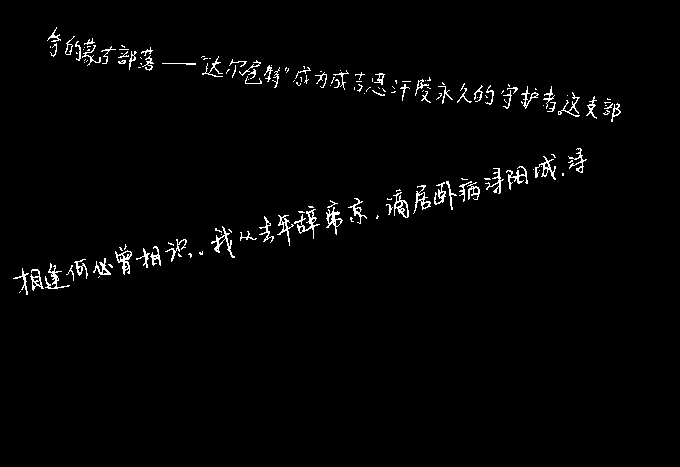 奇的蒙古部落——“达尔扈特”成为成吉思汗陵永久的守护者。这支部
相逢何必曾相识..我从去年辞帝京,谪居卧病浔阳城.浔